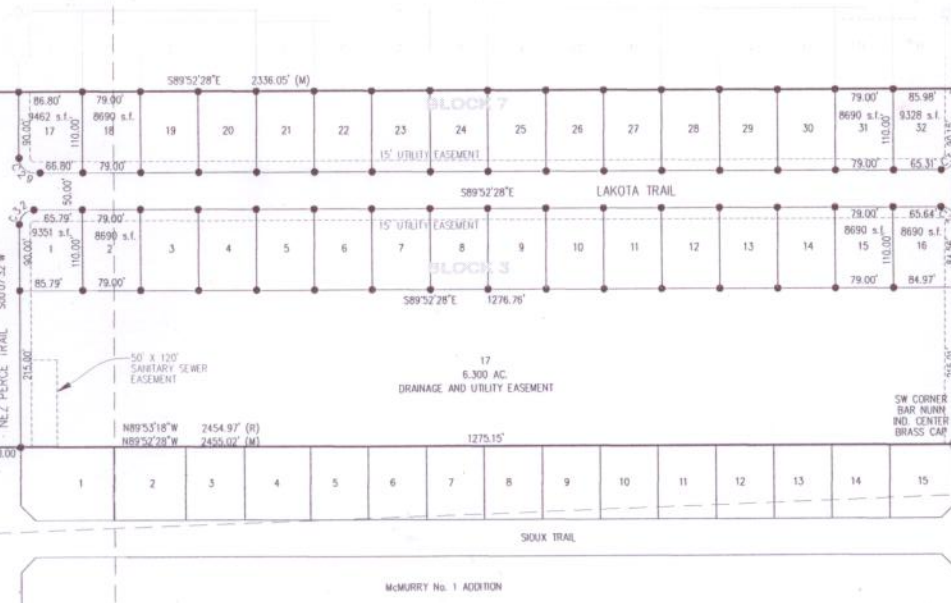 S89°52'28"E 2336.05' (M)
86.80' 79.00' BLOCK 7 79.00' 85.98'
9462 s.f. 8690 s.f. 8690 s.f. 9328 s.f.
17 18 19 20 21 22 23 24 25 26 27 28 29 30 31 32
90.00' 110.00' 110.00'
15' UTILITY EASEMENT
66.80' 79.00' 79.00' 65.31'
50.00'
S89°52'28"E LAKOTA TRAIL
C-32
65.79' 79.00' 15' UTILITY EASEMENT 79.00' 65.64'
9351 s.f. 8690 s.f. 8690 s.f. 8690 s.f.
1 2 3 4 5 6 7 8 9 10 11 12 13 14 15 16
90.00' 110.00' 110.00'
BLOCK 3
85.79' 79.00' 79.00' 84.97'
S89°52'28"E 1276.76'
NEZ PERCE TRAIL
215.00'
50' X 120'
SANITARY SEWER
EASEMENT
17
6.300 AC.
DRAINAGE AND UTILITY EASEMENT
SW CORNER
BAR NUNN
IND. CENTER
BRASS CAP
N89°53'18"W 2454.97' (R)
N89°52'28"W 2455.02' (M)
1275.15'
1 2 3 4 5 6 7 8 9 10 11 12 13 14 15
SIOUX TRAIL
McMURRY No. 1 ADDITION